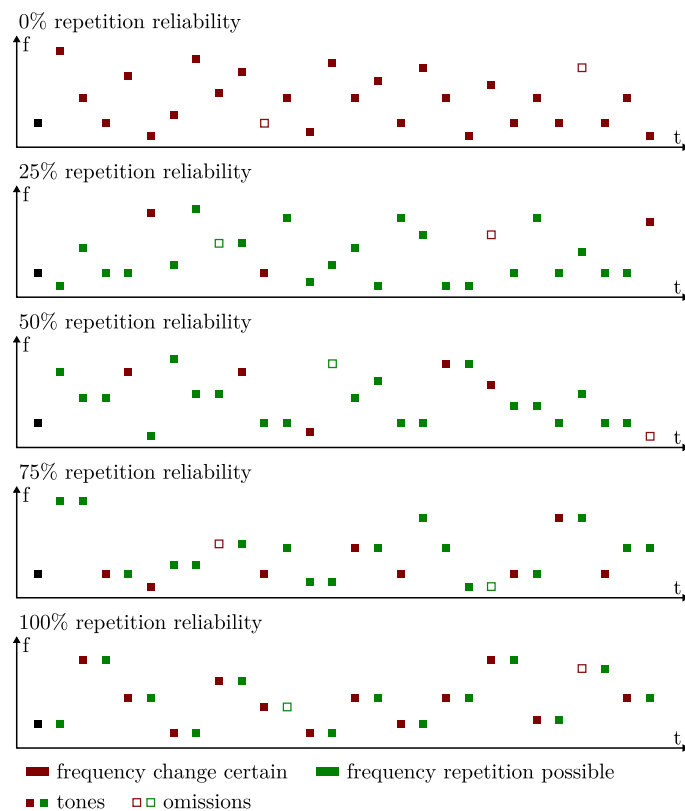 0% repetition reliability
f
t
25% repetition reliability
f
t
50% repetition reliability
f
t
75% repetition reliability
f
t
100% repetition reliability
f
t
frequency change certain frequency repetition possible
tones omissions